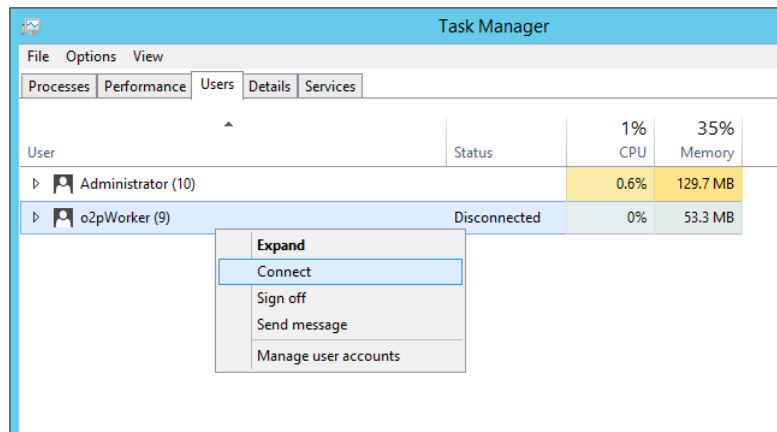 Task Manager
File Options View
Processes Performance Users Details Services
1% 35%
User Status CPU Memory
Administrator (10) 0.6% 129.7 MB
o2pWorker (9) Disconnected 0% 53.3 MB
Expand
Connect
Sign off
Send message
Manage user accounts